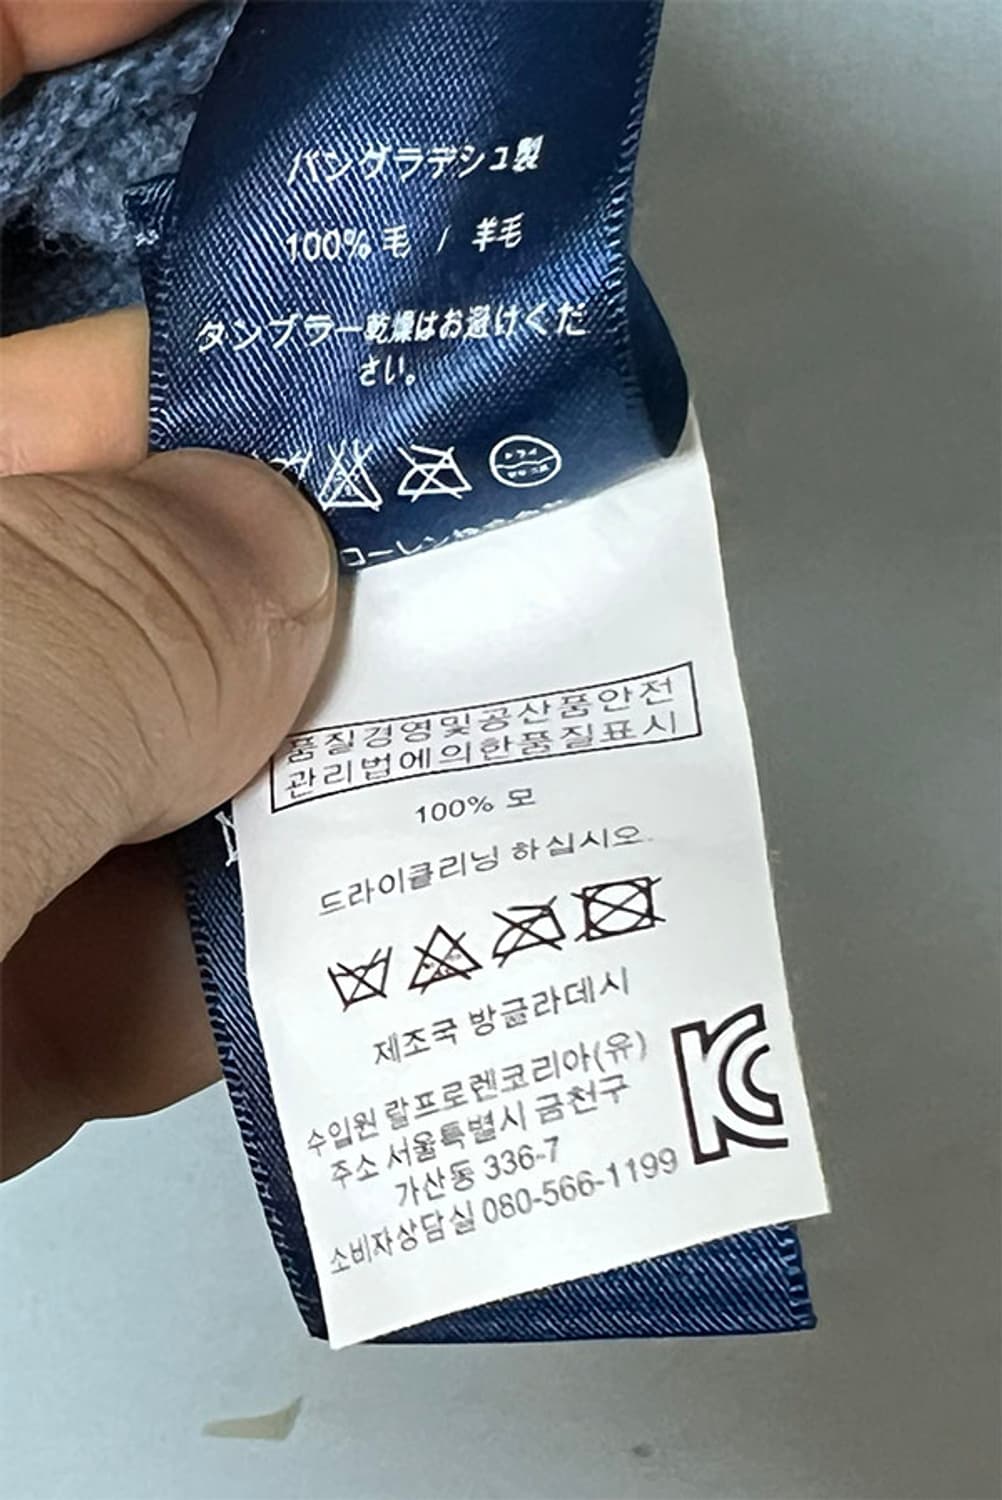 バングラデシュ製
100% 毛 / 羊毛
タンブラー乾燥はお避けくだ
さい。
ローレン
품질경영및공산품안전
관리법에의한품질표시
100% 모
드라이클리닝 하십시오.
제조국 방글라데시
수입원 랄프로렌코리아(유)
주소 서울특별시 금천구
가산동 336-7
소비자상담실 080-566-1199